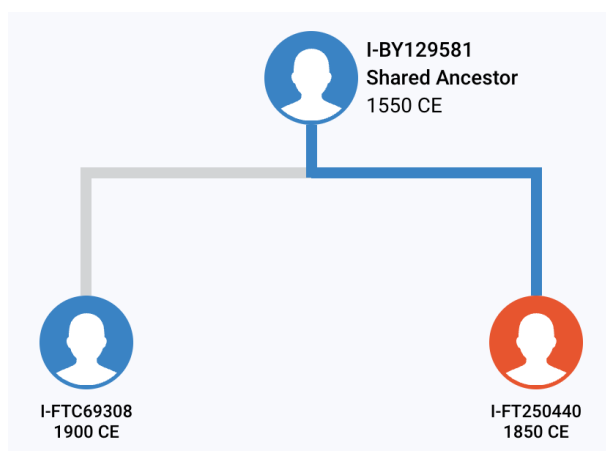 I-BY129581
Shared Ancestor
1550 CE
I-FTC69308
1900 CE
I-FT250440
1850 CE